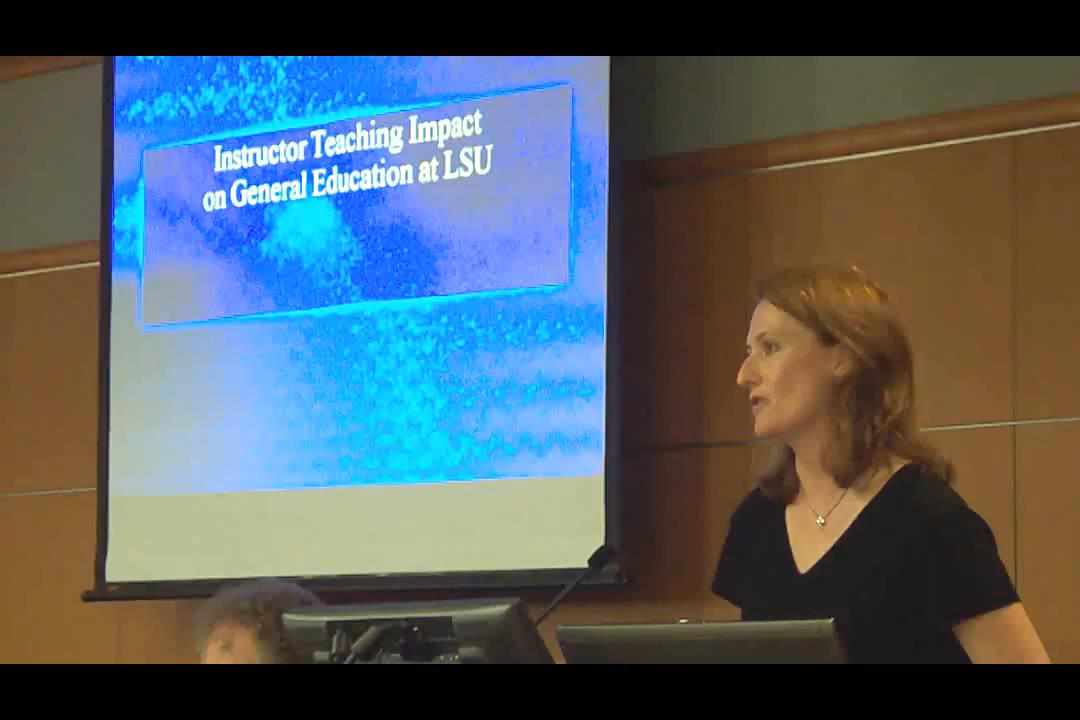 Instructor Teaching Impact
on General Education at LSU